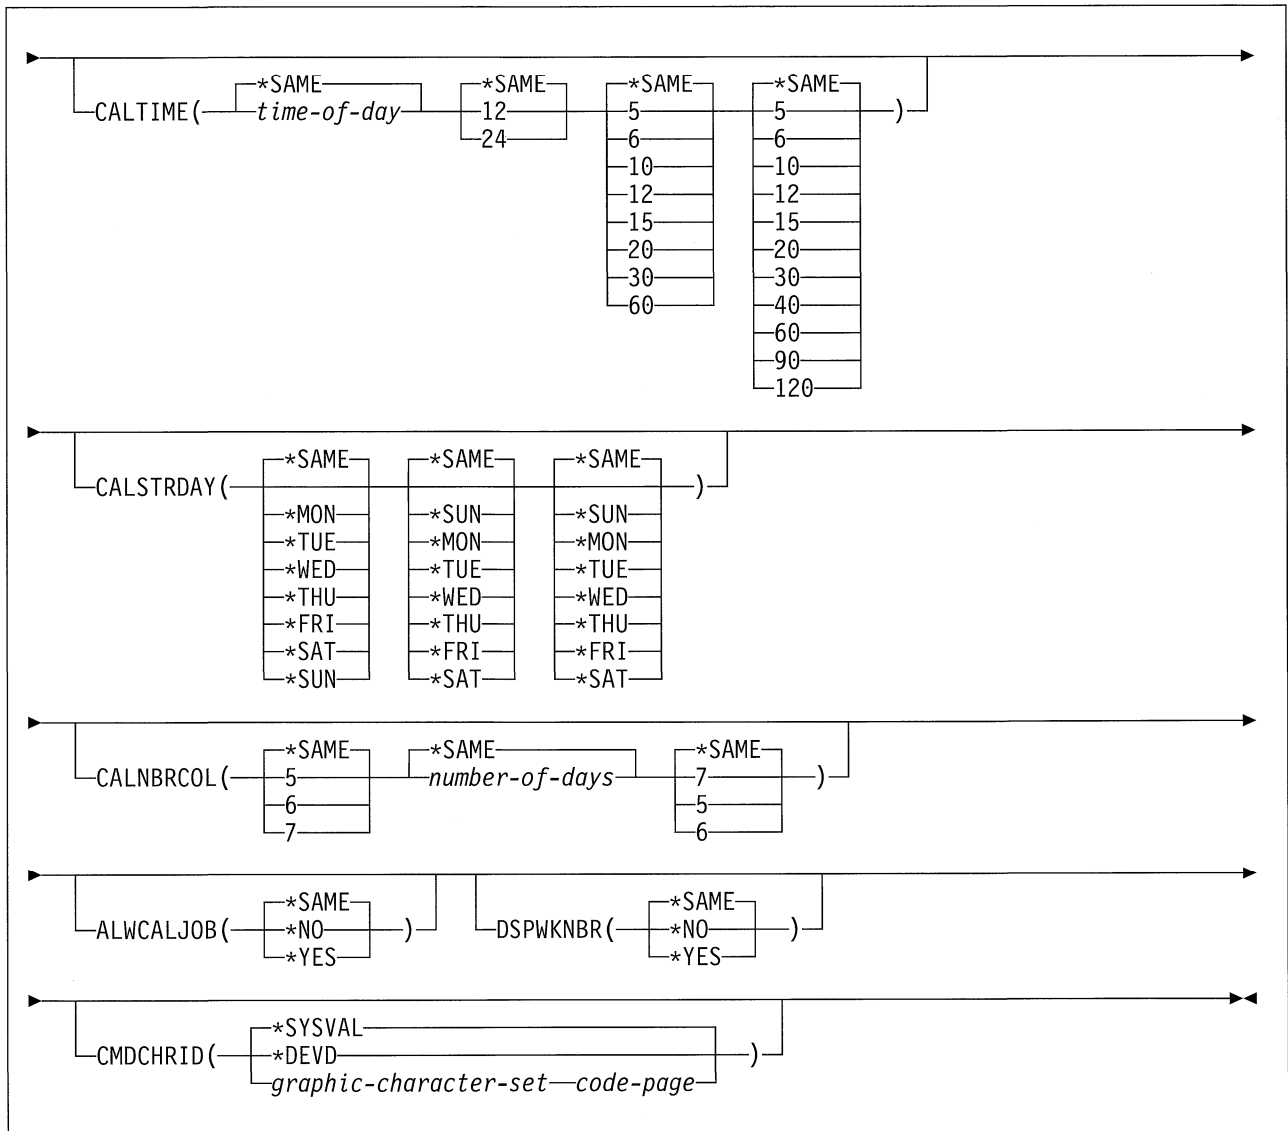 *SAME *SAME *SAME *SAME
CALTIME( time-of-day 12 5 5 )
24 6 6
10 10
12 12
15 15
20 20
30 30
60 40
60
90
120
*SAME *SAME *SAME
CALSTRDAY( )
*MON *SUN *SUN
*TUE *MON *MON
*WED *TUE *TUE
*THU *WED *WED
*FRI *THU *THU
*SAT *FRI *FRI
*SUN *SAT *SAT
*SAME *SAME *SAME
CALNBRCOL( 5 number-of-days 7 )
6 5
7 6
*SAME *SAME
ALWCALJOB( *NO ) DSPWKNBR( *NO )
*YES *YES
*SYSVAL
CMDCHRID( *DEVD )
graphic-character-set code-page